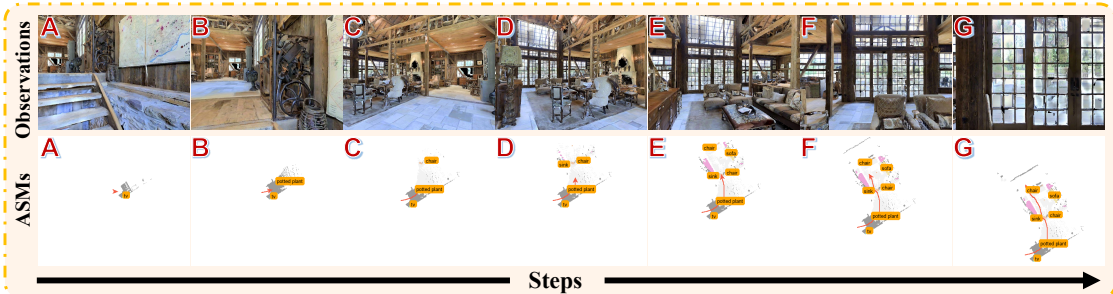 Observations
A B C D E F G
ASMs
A B C D E F G
tv
potted plant
tv
chair
potted plant
tv
sink chair
potted plant
tv
chair sofa
sink chair
potted plant
tv
chair sofa
sink chair
potted plant
tv
chair sofa
sink chair
potted plant
tv
Steps